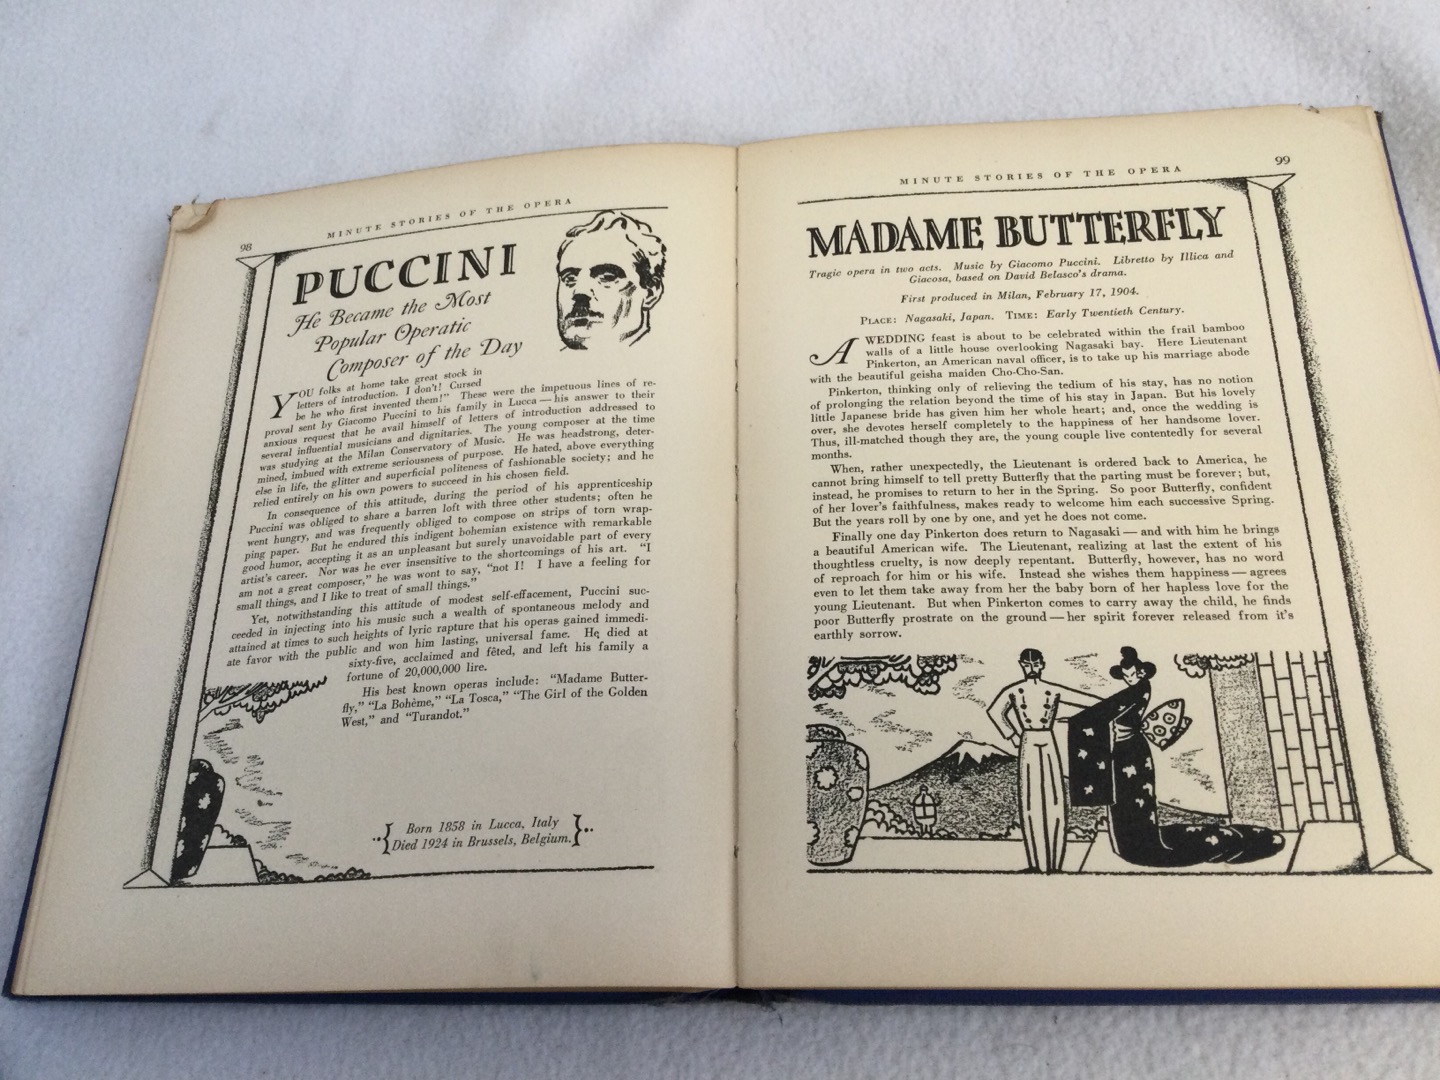 98
MINUTE STORIES OF THE OPERA
PUCCINI
He Became the Most
Popular Operatic
Composer of the Day
YOU folks at home take great stock in
letters of introduction. I don't! Cursed
be he who first invented them!" These were the impetuous lines of re-
proval sent by Giacomo Puccini to his family in Lucca — his answer to their
anxious request that he avail himself of letters of introduction addressed to
several influential musicians and dignitaries. The young composer at the time
was studying at the Milan Conservatory of Music. He was headstrong, deter-
mined, imbued with extreme seriousness of purpose. He hated, above everything
else in life, the glitter and superficial politeness of fashionable society; and he
relied entirely on his own powers to succeed in his chosen field.
In consequence of this attitude, during the period of his apprenticeship
Puccini was obliged to share a barren loft with three other students; often he
went hungry, and was frequently obliged to compose on strips of torn wrap-
ping paper. But he endured this indigent bohemian existence with remarkable
good humor, accepting it as an unpleasant but surely unavoidable part of every
artist's career. Nor was he ever insensitive to the shortcomings of his art. "I
am not a great composer," he was wont to say, "not I! I have a feeling for
small things, and I like to treat of small things."
Yet, notwithstanding this attitude of modest self-effacement, Puccini suc-
ceeded in injecting into his music such a wealth of spontaneous melody and
attained at times to such heights of lyric rapture that his operas gained immedi-
ate favor with the public and won him lasting, universal fame. He died at
sixty-five, acclaimed and fêted, and left his family a
fortune of 20,000,000 lire.
His best known operas include: "Madame Butter-
fly," "La Bohème," "La Tosca," "The Girl of the Golden
West," and "Turandot."
Born 1858 in Lucca, Italy
Died 1924 in Brussels, Belgium.
MINUTE STORIES OF THE OPERA
99
MADAME BUTTERFLY
Tragic opera in two acts. Music by Giacomo Puccini. Libretto by Illica and
Giacosa, based on David Belasco's drama.
First produced in Milan, February 17, 1904.
PLACE: Nagasaki, Japan. TIME: Early Twentieth Century.
A WEDDING feast is about to be celebrated within the frail bamboo
walls of a little house overlooking Nagasaki bay. Here Lieutenant
Pinkerton, an American naval officer, is to take up his marriage abode
with the beautiful geisha maiden Cho-Cho-San.
Pinkerton, thinking only of relieving the tedium of his stay, has no notion
of prolonging the relation beyond the time of his stay in Japan. But his lovely
little Japanese bride has given him her whole heart; and, once the wedding is
over, she devotes herself completely to the happiness of her handsome lover.
Thus, ill-matched though they are, the young couple live contentedly for several
months.
When, rather unexpectedly, the Lieutenant is ordered back to America, he
cannot bring himself to tell pretty Butterfly that the parting must be forever; but,
instead, he promises to return to her in the Spring. So poor Butterfly, confident
of her lover's faithfulness, makes ready to welcome him each successive Spring.
But the years roll by one by one, and yet he does not come.
Finally one day Pinkerton does return to Nagasaki — and with him he brings
a beautiful American wife. The Lieutenant, realizing at last the extent of his
thoughtless cruelty, is now deeply repentant. Butterfly, however, has no word
of reproach for him or his wife. Instead she wishes them happiness — agrees
even to let them take away from her the baby born of her hapless love for the
young Lieutenant. But when Pinkerton comes to carry away the child, he finds
poor Butterfly prostrate on the ground — her spirit forever released from it's
earthly sorrow.